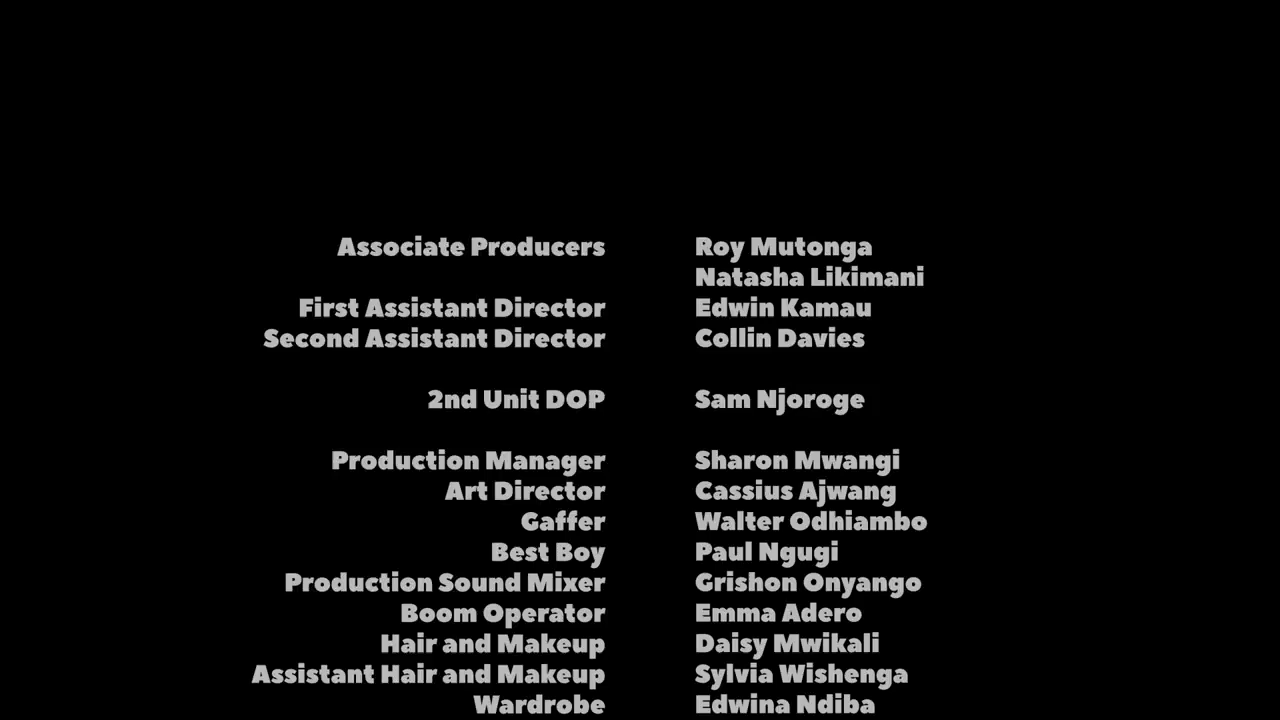 Associate Producers Roy Mutonga
Natasha Likimani
First Assistant Director Edwin Kamau
Second Assistant Director Collin Davies
2nd Unit DOP Sam Njoroge
Production Manager Sharon Mwangi
Art Director Cassius Ajwang
Gaffer Walter Odhiambo
Best Boy Paul Ngugi
Production Sound Mixer Grishon Onyango
Boom Operator Emma Adero
Hair and Makeup Daisy Mwikali
Assistant Hair and Makeup Sylvia Wishenga
Wardrobe Edwina Ndiba